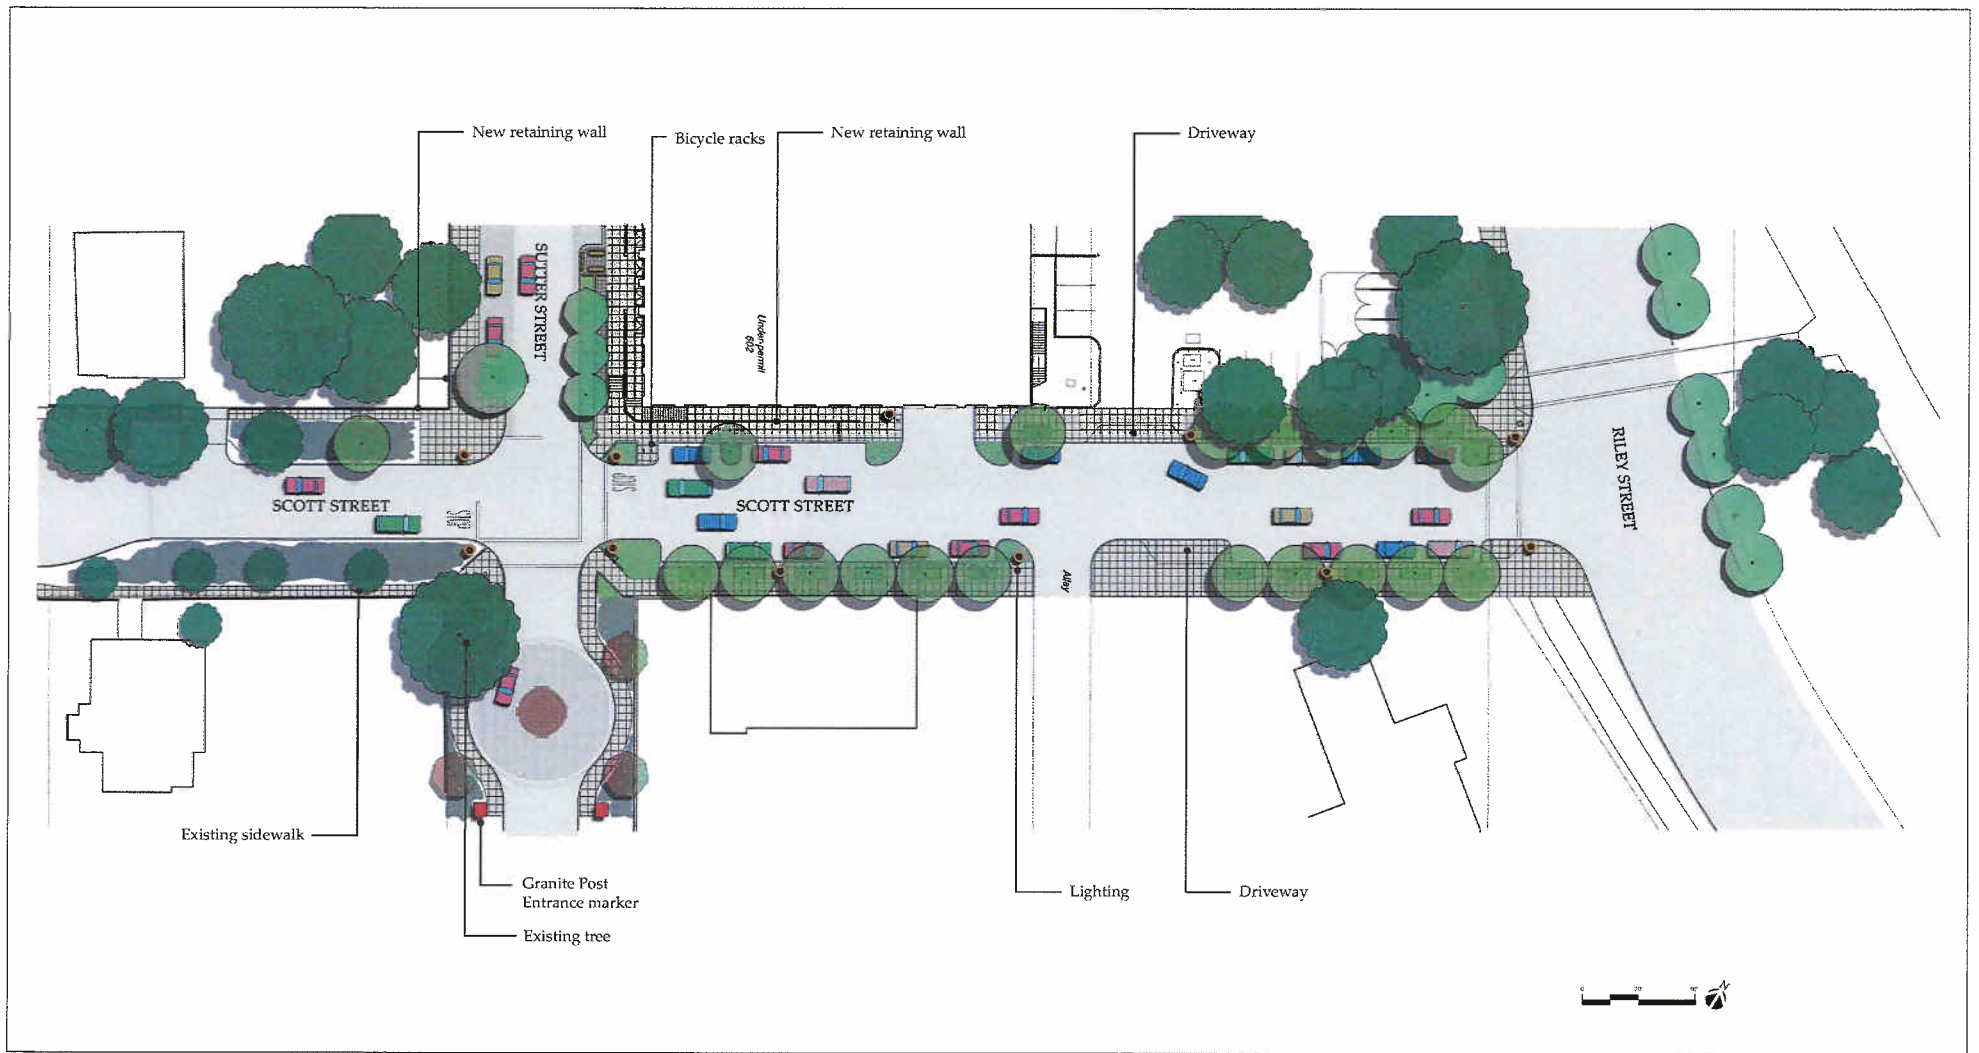 New retaining wall
Bicycle racks
New retaining wall
Driveway
SUTTER STREET
602
SCOTT STREET
STOP
STOP
SCOTT STREET
RILEY STREET
Alley
Existing sidewalk
Granite Post
Entrance marker
Existing tree
Lighting
Driveway
0
N